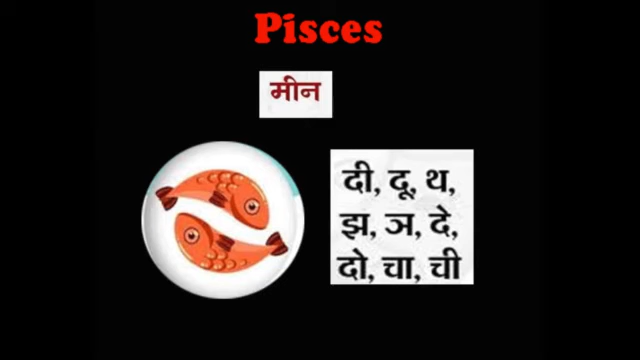 Pisces
मीन
दी, दू, थ,
झ, ञ, दे,
दो, चा, ची